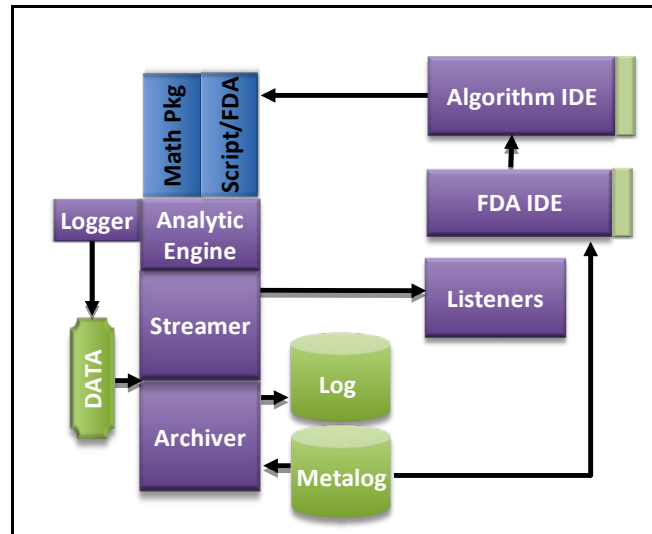 Math Pkg
Script/FDA
Algorithm IDE
FDA IDE
Logger
Analytic
Engine
Listeners
Streamer
DATA
Log
Archiver
Metalog